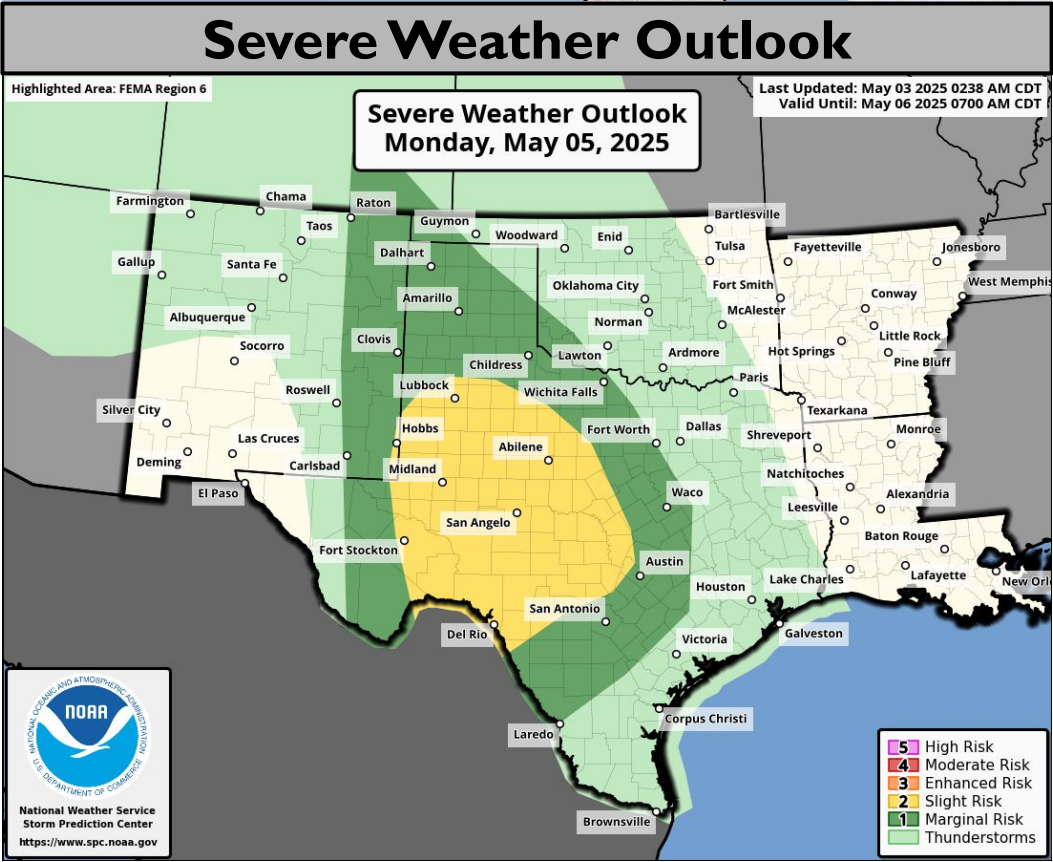 Severe Weather Outlook
Highlighted Area: FEMA Region 6
Last Updated: May 03 2025 0238 AM CDT
Valid Until: May 06 2025 0700 AM CDT
Severe Weather Outlook
Monday, May 05, 2025
Farmington
Chama
Raton
Taos
Guymon
Woodward
Enid
Bartlesville
Tulsa
Fayetteville
Jonesboro
Gallup
Santa Fe
Dalhart
Oklahoma City
Fort Smith
West Memphis
Albuquerque
Amarillo
Norman
McAlester
Conway
Socorro
Clovis
Childress
Lawton
Ardmore
Hot Springs
Little Rock
Pine Bluff
Roswell
Lubbock
Wichita Falls
Paris
Silver City
Texarkana
Hobbs
Fort Worth
Dallas
Shreveport
Monroe
Las Cruces
Abilene
Deming
Carlsbad
Midland
Natchitoches
El Paso
Waco
Alexandria
San Angelo
Leesville
Fort Stockton
Baton Rouge
Austin
Lake Charles
Lafayette
New Orl
Houston
San Antonio
Del Rio
Victoria
Galveston
Laredo
Corpus Christi
Brownsville
NATIONAL OCEANIC AND ATMOSPHERIC ADMINISTRATION
NOAA
U.S. DEPARTMENT OF COMMERCE
National Weather Service
Storm Prediction Center
https://www.spc.noaa.gov
5 High Risk
4 Moderate Risk
3 Enhanced Risk
2 Slight Risk
1 Marginal Risk
Thunderstorms